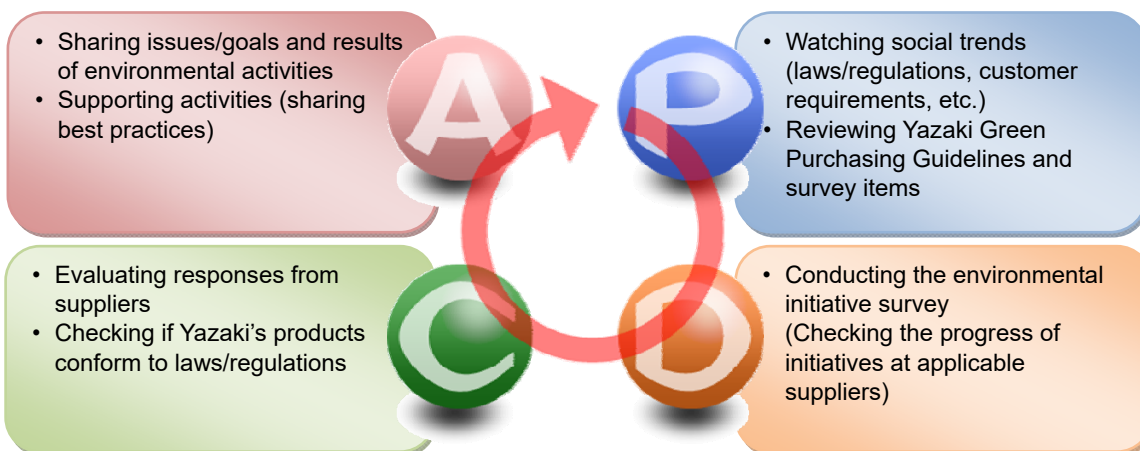 • Sharing issues/goals and results
of environmental activities
• Supporting activities (sharing
best practices)
A
P
• Watching social trends
(laws/regulations, customer
requirements, etc.)
• Reviewing Yazaki Green
Purchasing Guidelines and
survey items
• Evaluating responses from
suppliers
• Checking if Yazaki’s products
conform to laws/regulations
C
D
• Conducting the environmental
initiative survey
(Checking the progress of
initiatives at applicable
suppliers)